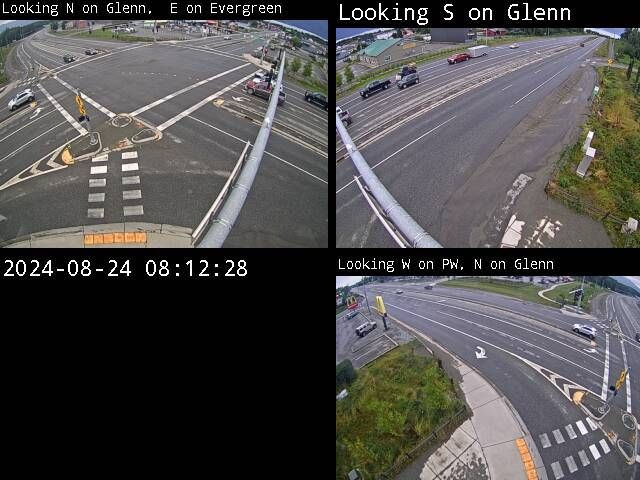 Looking N on Glenn,  E on Evergreen
Looking S on Glenn
2024-08-24 08:12:28
Looking W on PW, N on Glenn